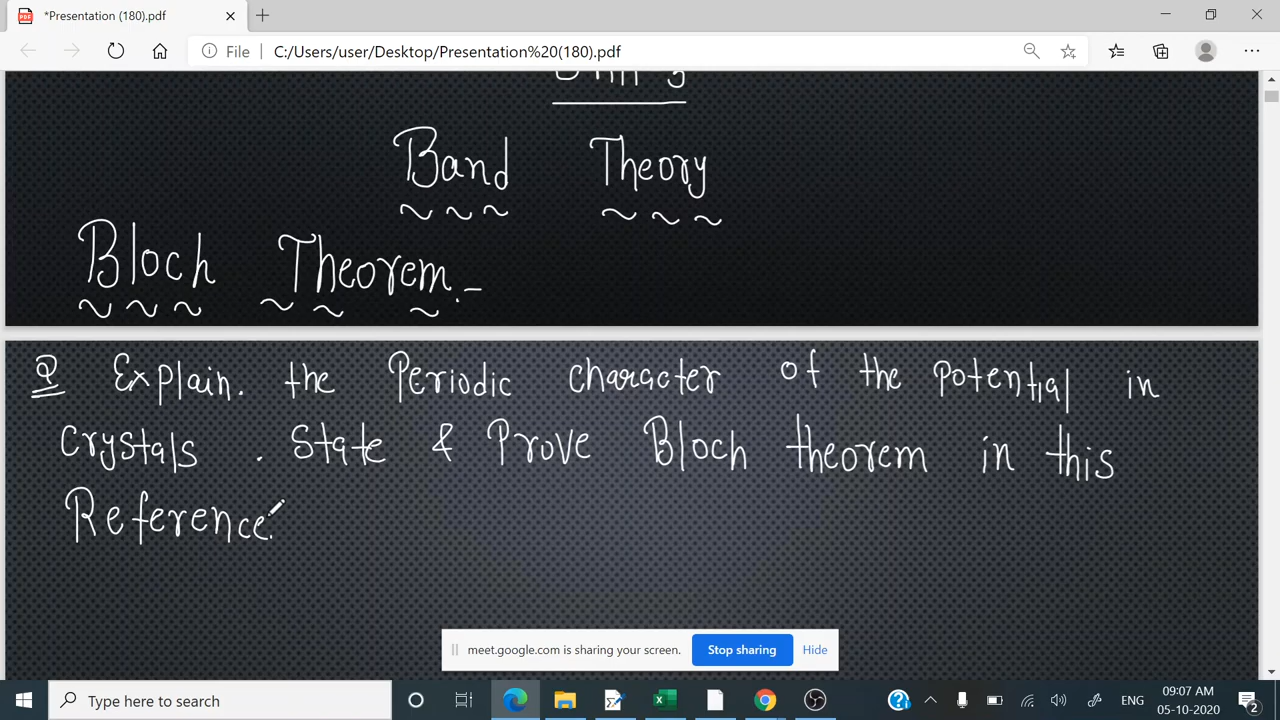 *Presentation (180).pdf
File C:/Users/user/Desktop/Presentation%20(180).pdf
Band Theory
Bloch Theorem.-
Q Explain. the Periodic character of the Potential in
Crystals. State & Prove Bloch theorem in this
Reference.
meet.google.com is sharing your screen. Stop sharing Hide
Type here to search
ENG
09:07 AM
05-10-2020
2